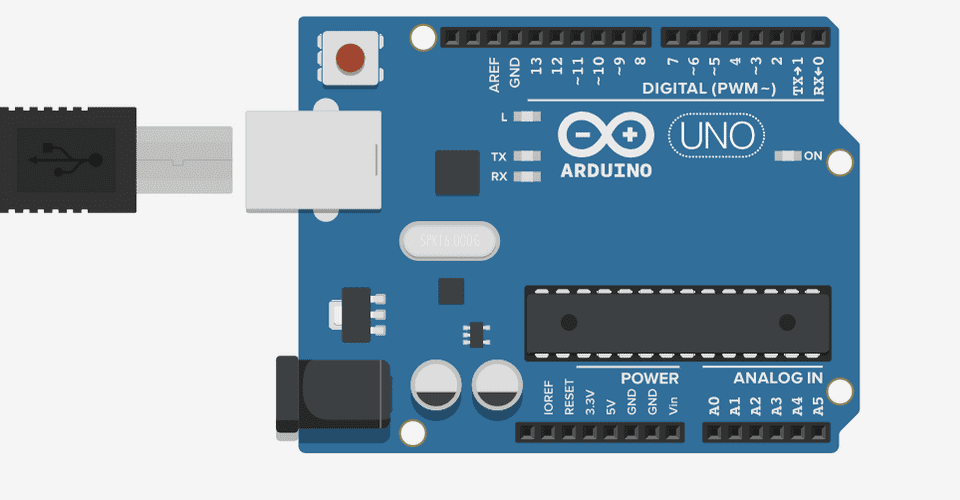 AREF
GND
13
12
~11
~10
~9
8
7
~6
~5
4
~3
2
TX→1
RX←0
DIGITAL (PWM~)
L
TX
RX
UNO
ARDUINO
ON
SPK16.000G
POWER
ANALOG IN
IOREF
RESET
3.3V
5V
GND
GND
Vin
A0
A1
A2
A3
A4
A5